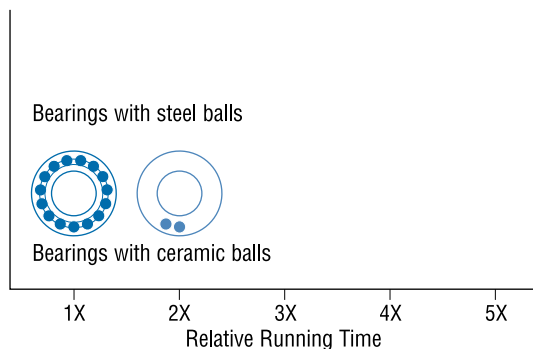 Bearings with steel balls
Bearings with ceramic balls
1X 2X 3X 4X 5X
Relative Running Time